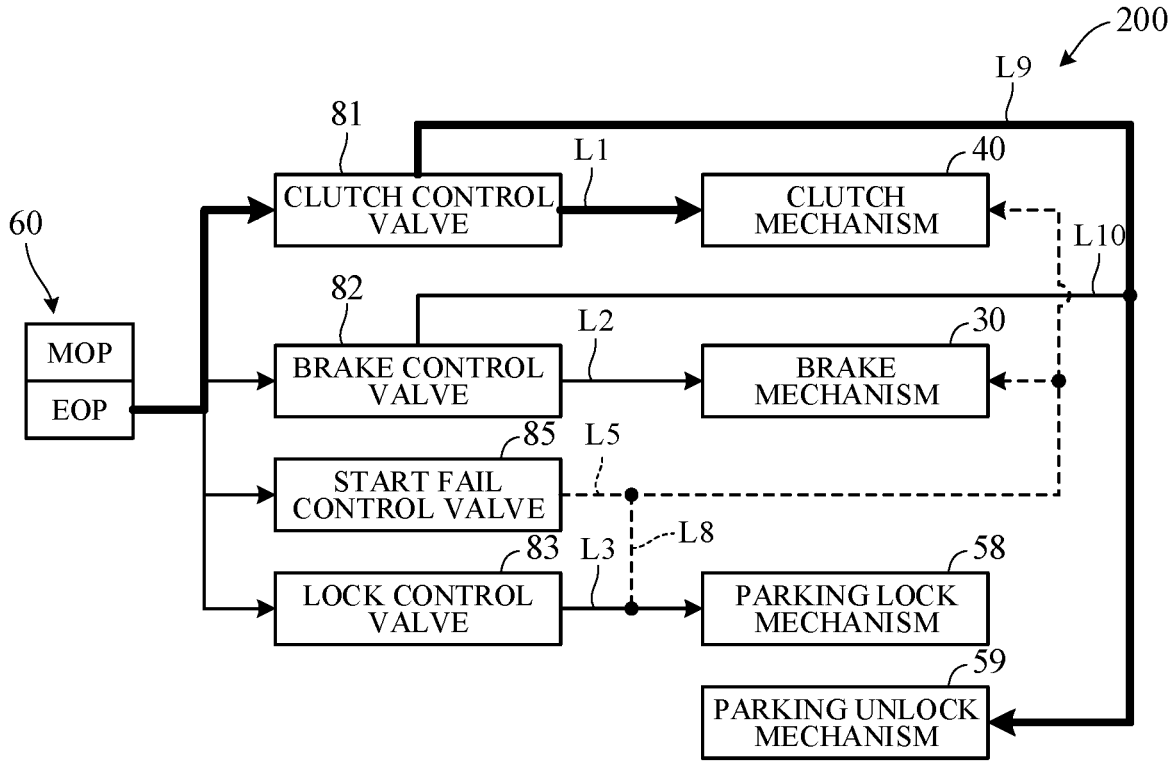 200
L9
81
L1
40
CLUTCH CONTROL
VALVE
CLUTCH
MECHANISM
60
L10
82
L2
30
MOP
EOP
BRAKE CONTROL
VALVE
BRAKE
MECHANISM
85
L5
START FAIL
CONTROL VALVE
L8
83
L3
58
LOCK CONTROL
VALVE
PARKING LOCK
MECHANISM
59
PARKING UNLOCK
MECHANISM